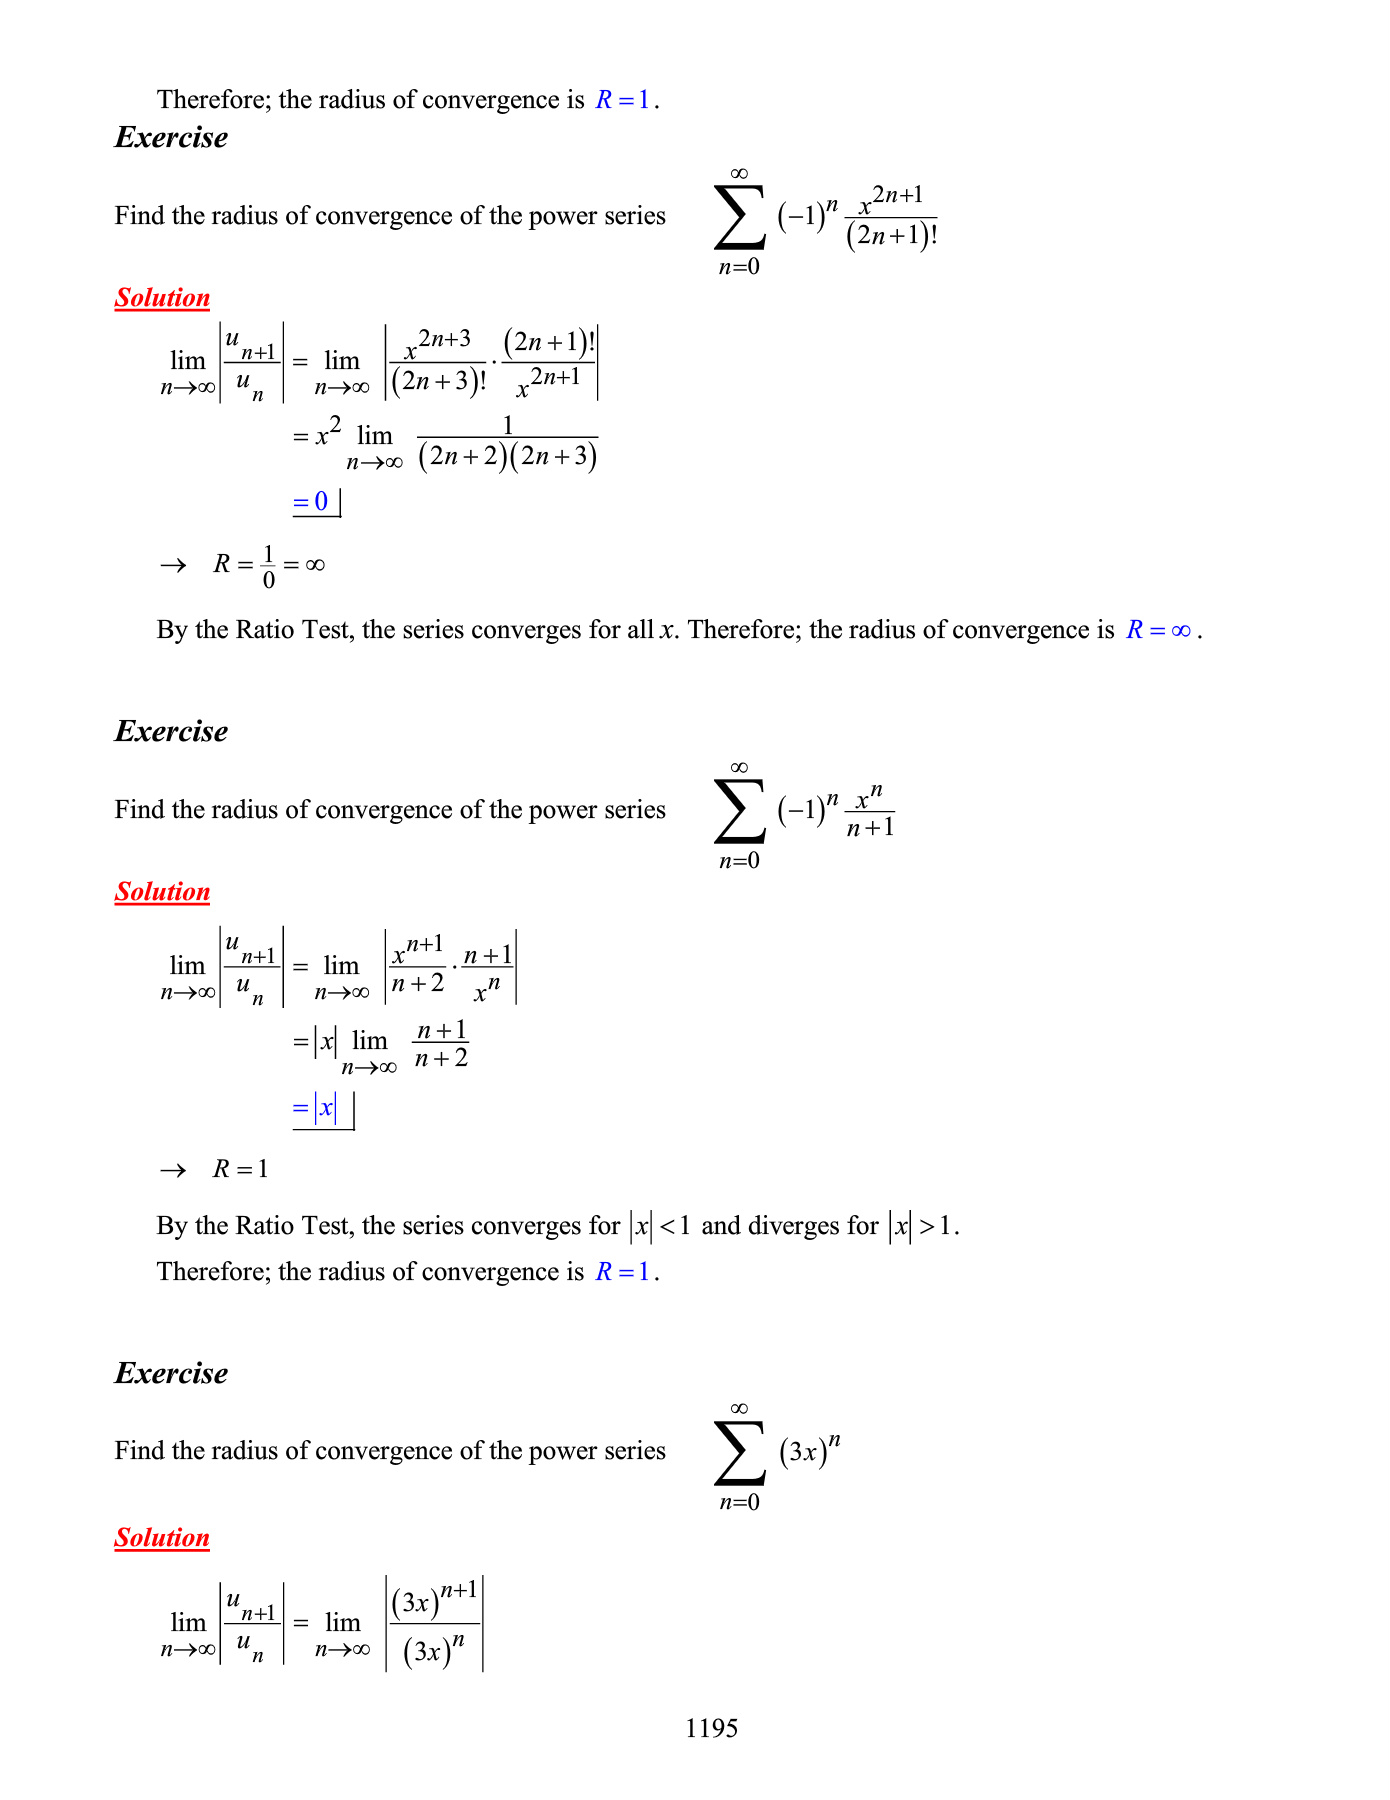 Therefore; the radius of convergence is R = 1.
Exercise
Find the radius of convergence of the power series $\sum_{n=0}^{\infty} (-1)^n \frac{x^{2n+1}}{(2n+1)!}$
Solution
$\lim_{n\to\infty} \left|\frac{u_{n+1}}{u_n}\right| = \lim_{n\to\infty} \left|\frac{x^{2n+3}}{(2n+3)!} \cdot \frac{(2n+1)!}{x^{2n+1}}\right|$
$= x^2 \lim_{n\to\infty} \frac{1}{(2n+2)(2n+3)}$
$= 0$
$\to \quad R = \frac{1}{0} = \infty$
By the Ratio Test, the series converges for all x. Therefore; the radius of convergence is R = ∞.
Exercise
Find the radius of convergence of the power series $\sum_{n=0}^{\infty} (-1)^n \frac{x^n}{n+1}$
Solution
$\lim_{n\to\infty} \left|\frac{u_{n+1}}{u_n}\right| = \lim_{n\to\infty} \left|\frac{x^{n+1}}{n+2} \cdot \frac{n+1}{x^n}\right|$
$= |x| \lim_{n\to\infty} \frac{n+1}{n+2}$
$= |x|$
$\to \quad R = 1$
By the Ratio Test, the series converges for |x| < 1 and diverges for |x| > 1.
Therefore; the radius of convergence is R = 1.
Exercise
Find the radius of convergence of the power series $\sum_{n=0}^{\infty} (3x)^n$
Solution
$\lim_{n\to\infty} \left|\frac{u_{n+1}}{u_n}\right| = \lim_{n\to\infty} \left|\frac{(3x)^{n+1}}{(3x)^n}\right|$
1195